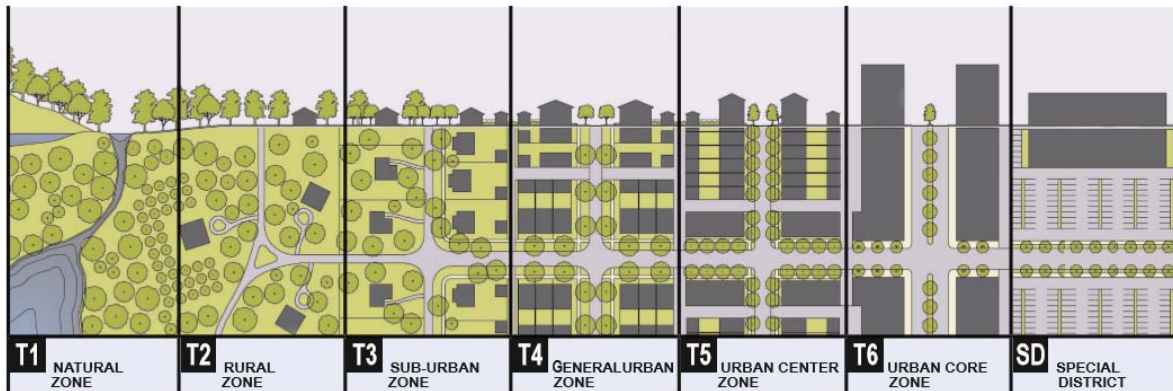 T1 NATURAL
ZONE
T2 RURAL
ZONE
T3 SUB-URBAN
ZONE
T4 GENERALURBAN
ZONE
T5 URBAN CENTER
ZONE
T6 URBAN CORE
ZONE
SD SPECIAL
DISTRICT